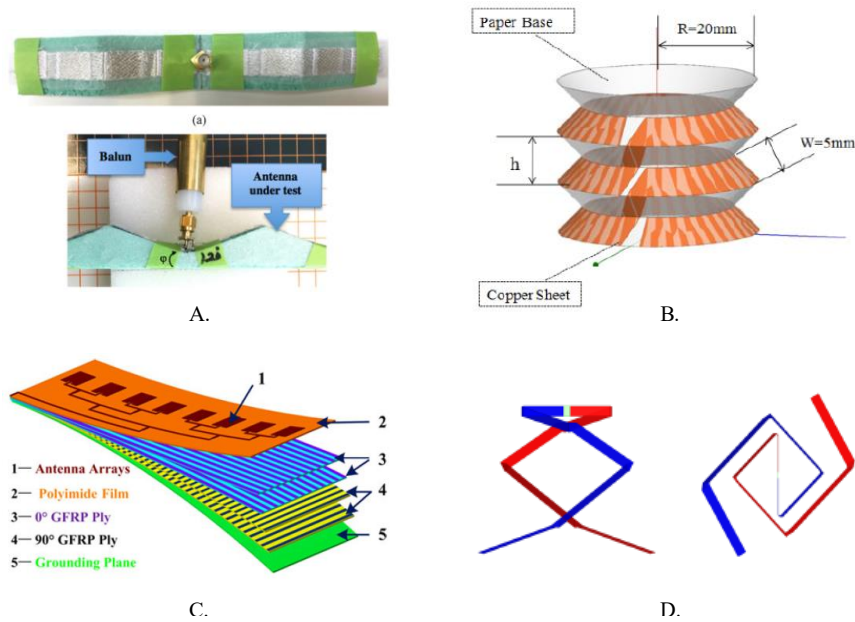 (a)
Balun
Antenna
under test
φ
120
A.
Paper Base
R=20mm
h
W=5mm
Copper Sheet
B.
1
2
3
4
5
1— Antenna Arrays
2    Polyimide Film
3— 0° GFRP Ply
4— 90° GFRP Ply
5— Grounding Plane
C.
D.